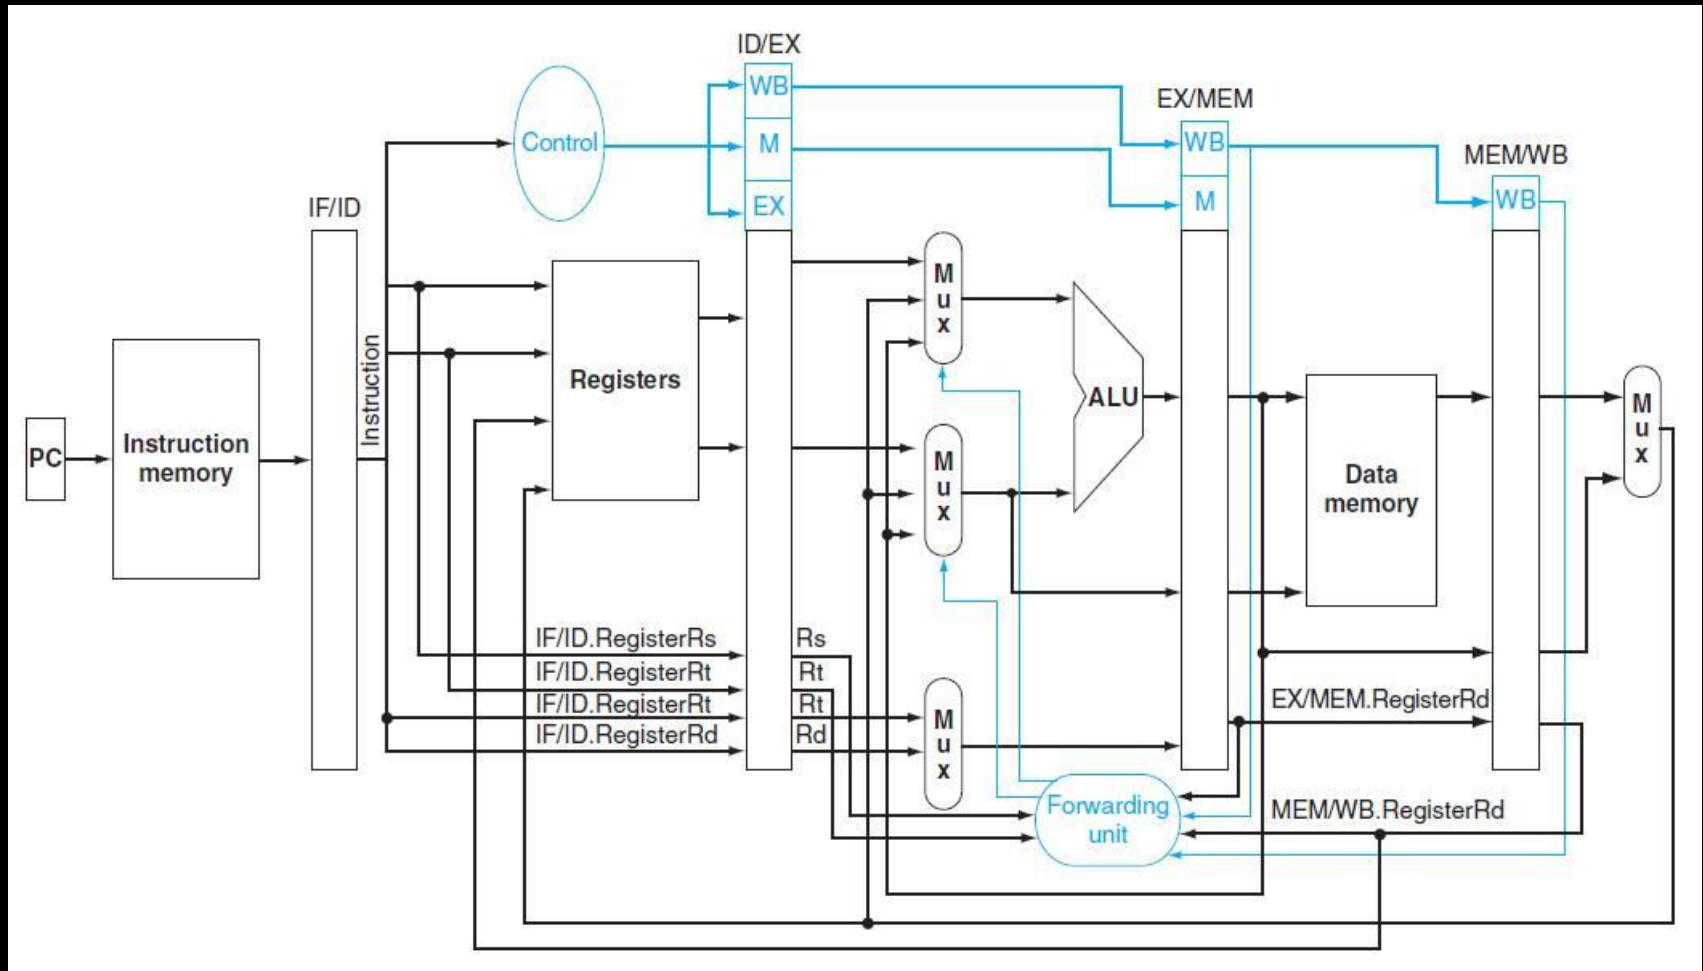 ID/EX
WB
EX/MEM
Control
M
WB
MEM/WB
IF/ID
EX
M
WB
M
u
x
Instruction
Registers
ALU
M
u
x
PC
Instruction
memory
M
u
x
Data
memory
IF/ID.RegisterRs
Rs
IF/ID.RegisterRt
Rt
IF/ID.RegisterRt
Rt
EX/MEM.RegisterRd
IF/ID.RegisterRd
Rd
M
u
x
Forwarding
unit
MEM/WB.RegisterRd